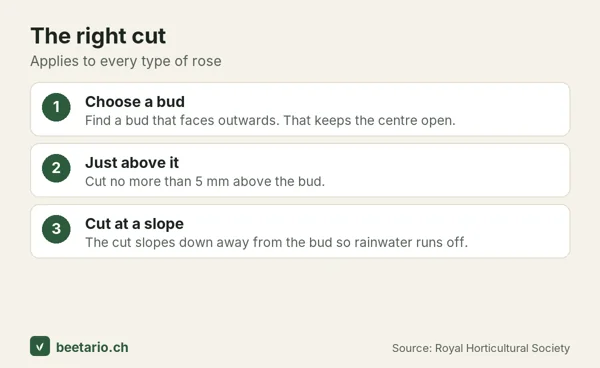 The right cut
Applies to every type of rose
1
Choose a bud
Find a bud that faces outwards. That keeps the centre open.
2
Just above it
Cut no more than 5 mm above the bud.
3
Cut at a slope
The cut slopes down away from the bud so rainwater runs off.
beetario.ch
Source: Royal Horticultural Society